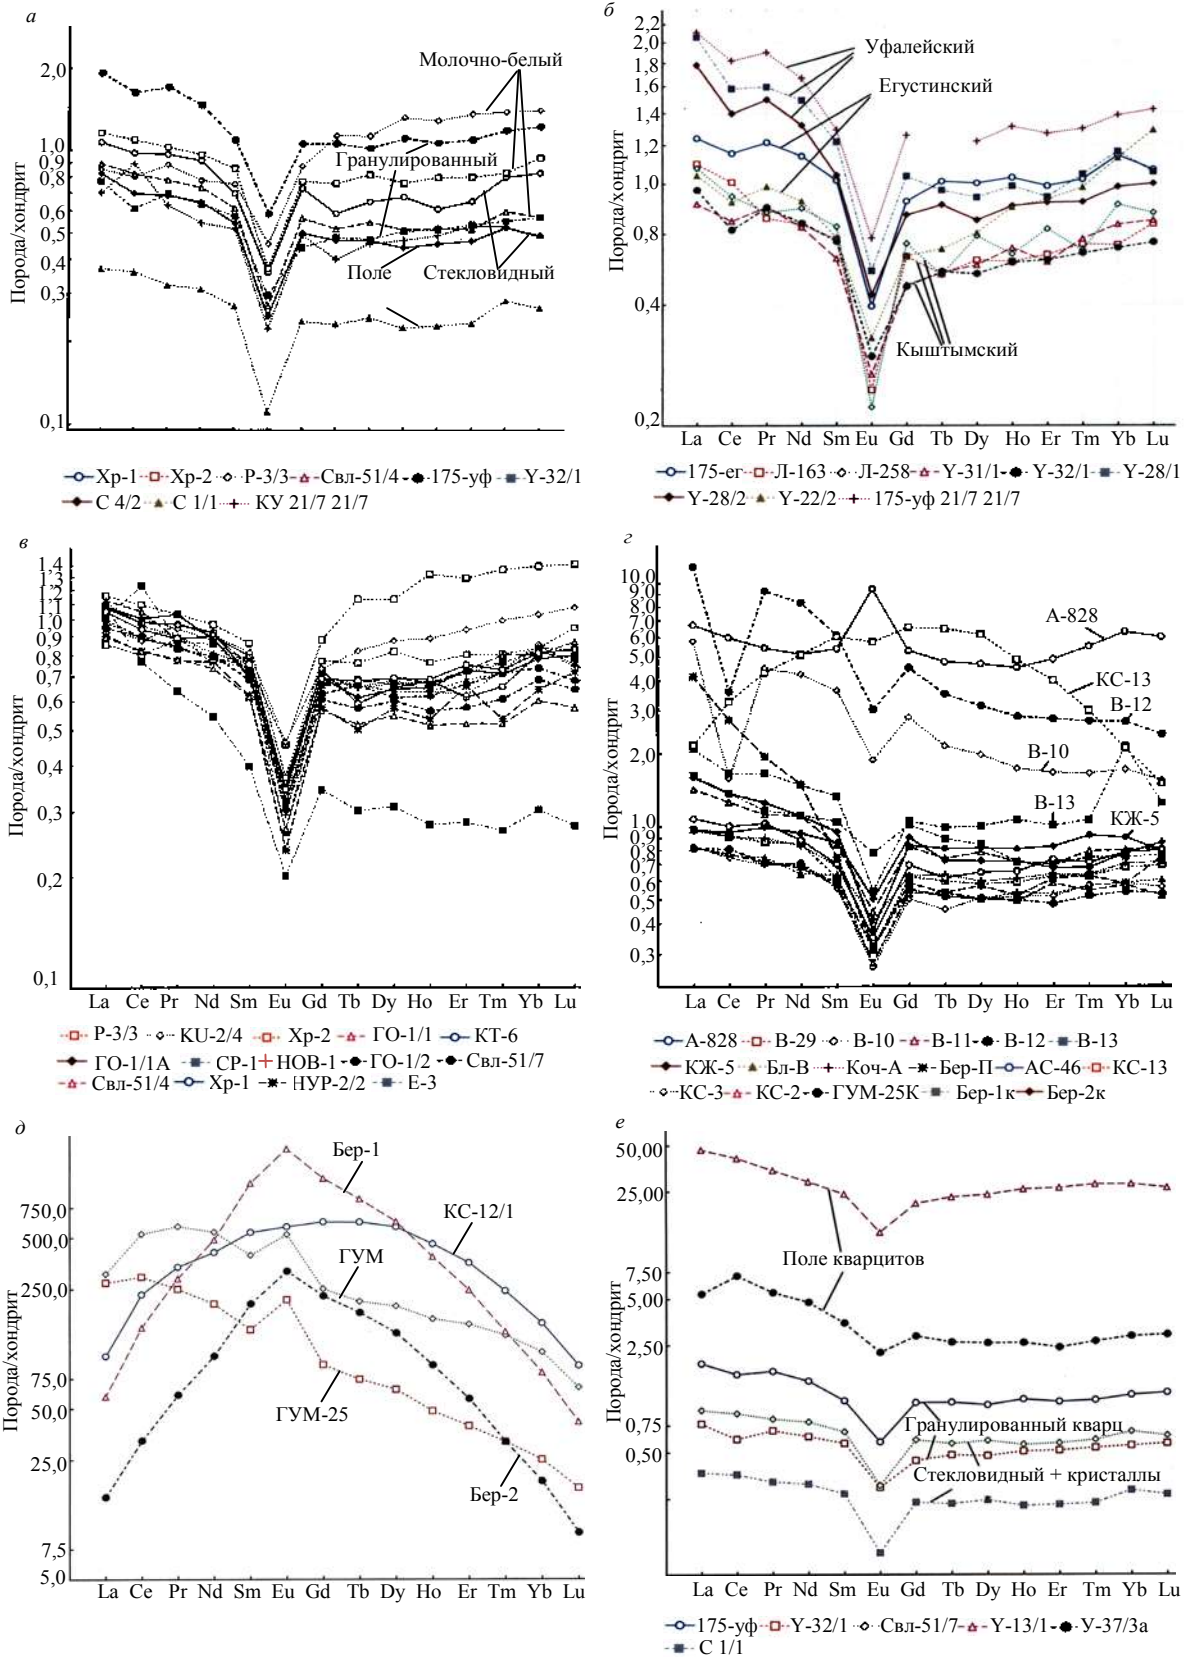 а
Порода/хондрит
2,0
1,0
0,9
0,8
0,6
0,5
0,4
0,3
0,1
Молочно-белый
Гранулированный
Поле
Стекловидный
Хр-1 Хр-2 Р-3/3 Свл-51/4 175-уф Y-32/1
С 4/2 С 1/1 КУ 21/7 21/7
б
Порода/хондрит
2,2
2,0
1,8
1,6
1,4
1,2
1,0
0,8
0,4
0,2
Уфалейский
Егустинский
Кыштымский
La Ce Pr Nd Sm Eu Gd Tb Dy Ho Er Tm Yb Lu
175-ег Л-163 Л-258 Y-31/1 Y-32/1 Y-28/1
Y-28/2 Y-22/2 175-уф 21/7 21/7
в
Порода/хондрит
1,4
1,3
1,2
1,0
0,9
0,8
0,7
0,5
0,4
0,3
0,2
0,1
La Ce Pr Nd Sm Eu Gd Tb Dy Ho Er Tm Yb Lu
Р-3/3 KU-2/4 Хр-2 ГО-1/1 КТ-6
ГО-1/1А СР-1 НОВ-1 ГО-1/2 Свл-51/7
Свл-51/4 Хр-1 НУР-2/2 Е-3
г
Порода/хондрит
10,0
9,0
8,0
6,0
5,0
4,0
3,0
2,0
1,0
0,9
0,8
0,6
0,5
0,4
0,3
А-828
КС-13
В-12
В-10
В-13
КЖ-5
La Ce Pr Nd Sm Eu Gd Tb Dy Ho Er Tm Yb Lu
А-828 В-29 В-10 В-11 В-12 В-13
КЖ-5 Бл-В Коч-А Бер-П АС-46 КС-13
КС-3 КС-2 ГУМ-25К Бер-1к Бер-2к
д
Порода/хондрит
750,0
500,0
250,0
75,0
50,0
25,0
7,5
5,0
Бер-1
КС-12/1
ГУМ
ГУМ-25
Бер-2
La Ce Pr Nd Sm Eu Gd Tb Dy Ho Er Tm Yb Lu
е
Порода/хондрит
50,00
25,00
7,50
5,00
2,50
0,75
0,50
Поле кварцитов
Гранулированный кварц
Стекловидный + кристаллы
La Ce Pr Nd Sm Eu Gd Tb Dy Ho Er Tm Yb Lu
175-уф Y-32/1 Свл-51/7 Y-13/1 У-37/3а
С 1/1